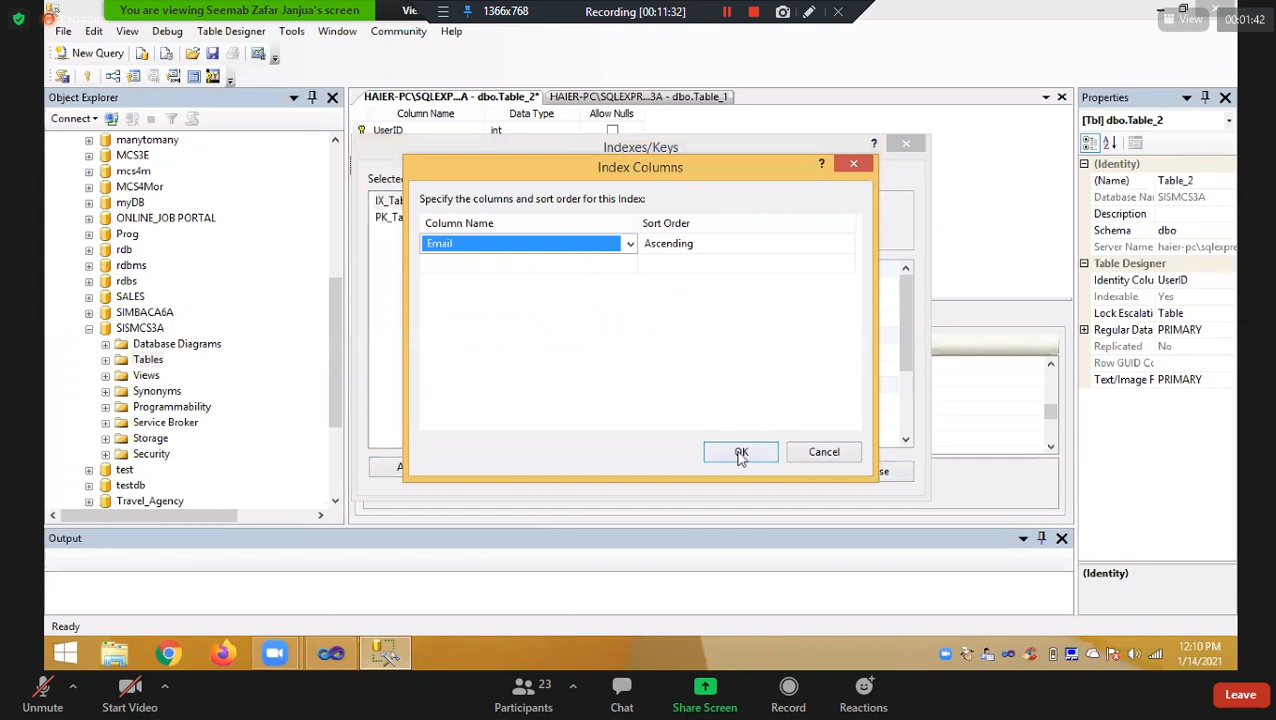 You are viewing Seemab Zafar Janjua's screen
1366x768
Recording [00:11:32]
View
00:01:42
File Edit View Debug Table Designer Tools Window Community Help
New Query
Object Explorer
Connect
manytomany
MCS3E
mcs4m
MCS4Mor
myDB
ONLINE_JOB PORTAL
Prog
rdb
rdbms
rdbs
SALES
SIMBACA6A
SISMCS3A
Database Diagrams
Tables
Views
Synonyms
Programmability
Service Broker
Storage
Security
test
testdb
Travel_Agency
HAIER-PC\SQLEXP...A - dbo.Table_2* HAIER-PC\SQLEXPR...3A - dbo.Table_1
Column Name Data Type Allow Nulls
UserID int
Indexes/Keys
Selected
IX_Tab
PK_Ta
Index Columns
Specify the columns and sort order for this Index:
Column Name Sort Order
Email Ascending
OK Cancel
Properties
[Tbl] dbo.Table_2
(Identity)
(Name) Table_2
Database Name SISMCS3A
Description
Schema dbo
Server Name haier-pc\sqlexpre
Table Designer
Identity Colu UserID
Indexable Yes
Lock Escalati Table
Regular Data PRIMARY
Replicated No
Row GUID Co
Text/Image F PRIMARY
(Identity)
Output
Ready
12:10 PM
1/14/2021
Unmute
Start Video
23
Participants
Chat
Share Screen
Record
Reactions
Leave